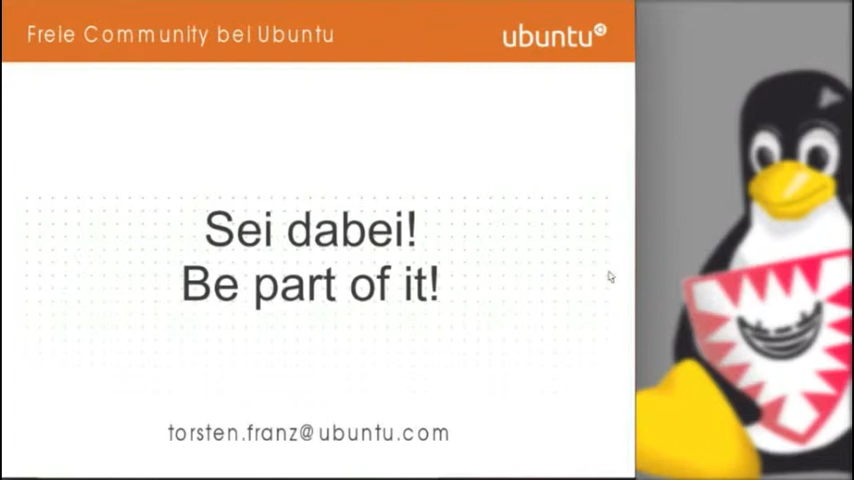 Freie Community bei Ubuntu
ubuntu
Sei dabei!
Be part of it!
torsten.franz@ubuntu.com